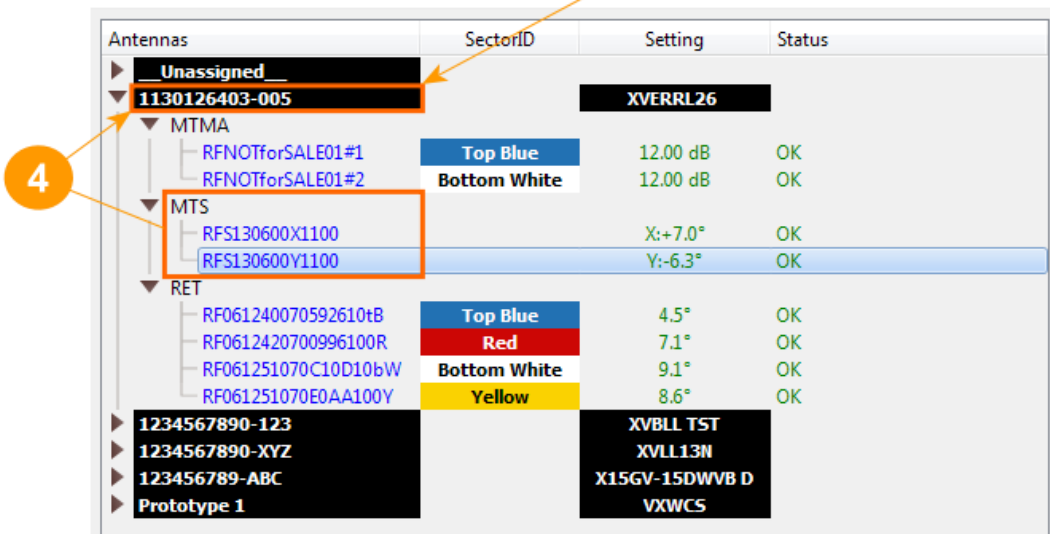 Antennas SectorID Setting Status
__Unassigned__
1130126403-005 XVERRL26
MTMA
RFNOTforSALE01#1 Top Blue 12.00 dB OK
4
RFNOTforSALE01#2 Bottom White 12.00 dB OK
MTS
RFS130600X1100 X:+7.0° OK
RFS130600Y1100 Y:-6.3° OK
RET
RF061240070592610tB Top Blue 4.5° OK
RF0612420700996100R Red 7.1° OK
RF061251070C10D10bW Bottom White 9.1° OK
RF061251070E0AA100Y Yellow 8.6° OK
1234567890-123 XVBLL TST
1234567890-XYZ XVLL13N
123456789-ABC X15GV-15DWVB D
Prototype 1 VXWCS